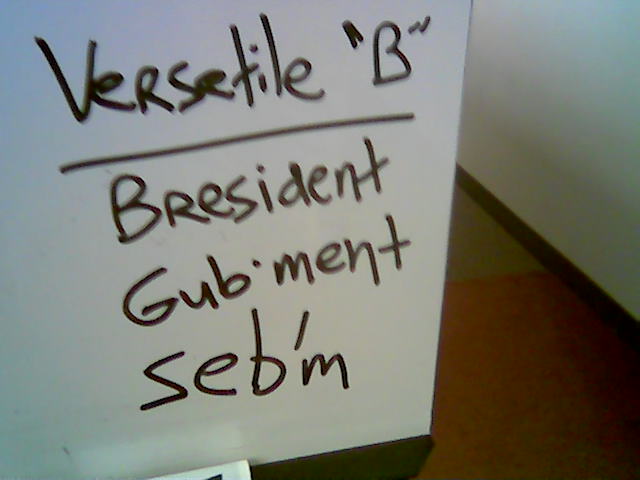 Versetile "B"
Bresident
Gub·ment
seb'm